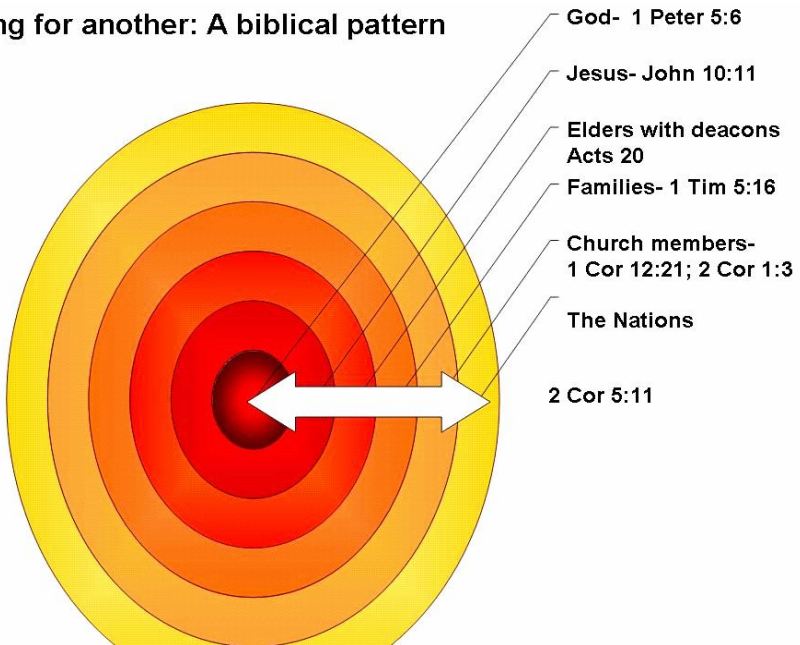 ng for another: A biblical pattern
God- 1 Peter 5:6
Jesus- John 10:11
Elders with deacons
Acts 20
Families- 1 Tim 5:16
Church members-
1 Cor 12:21; 2 Cor 1:3
The Nations
2 Cor 5:11